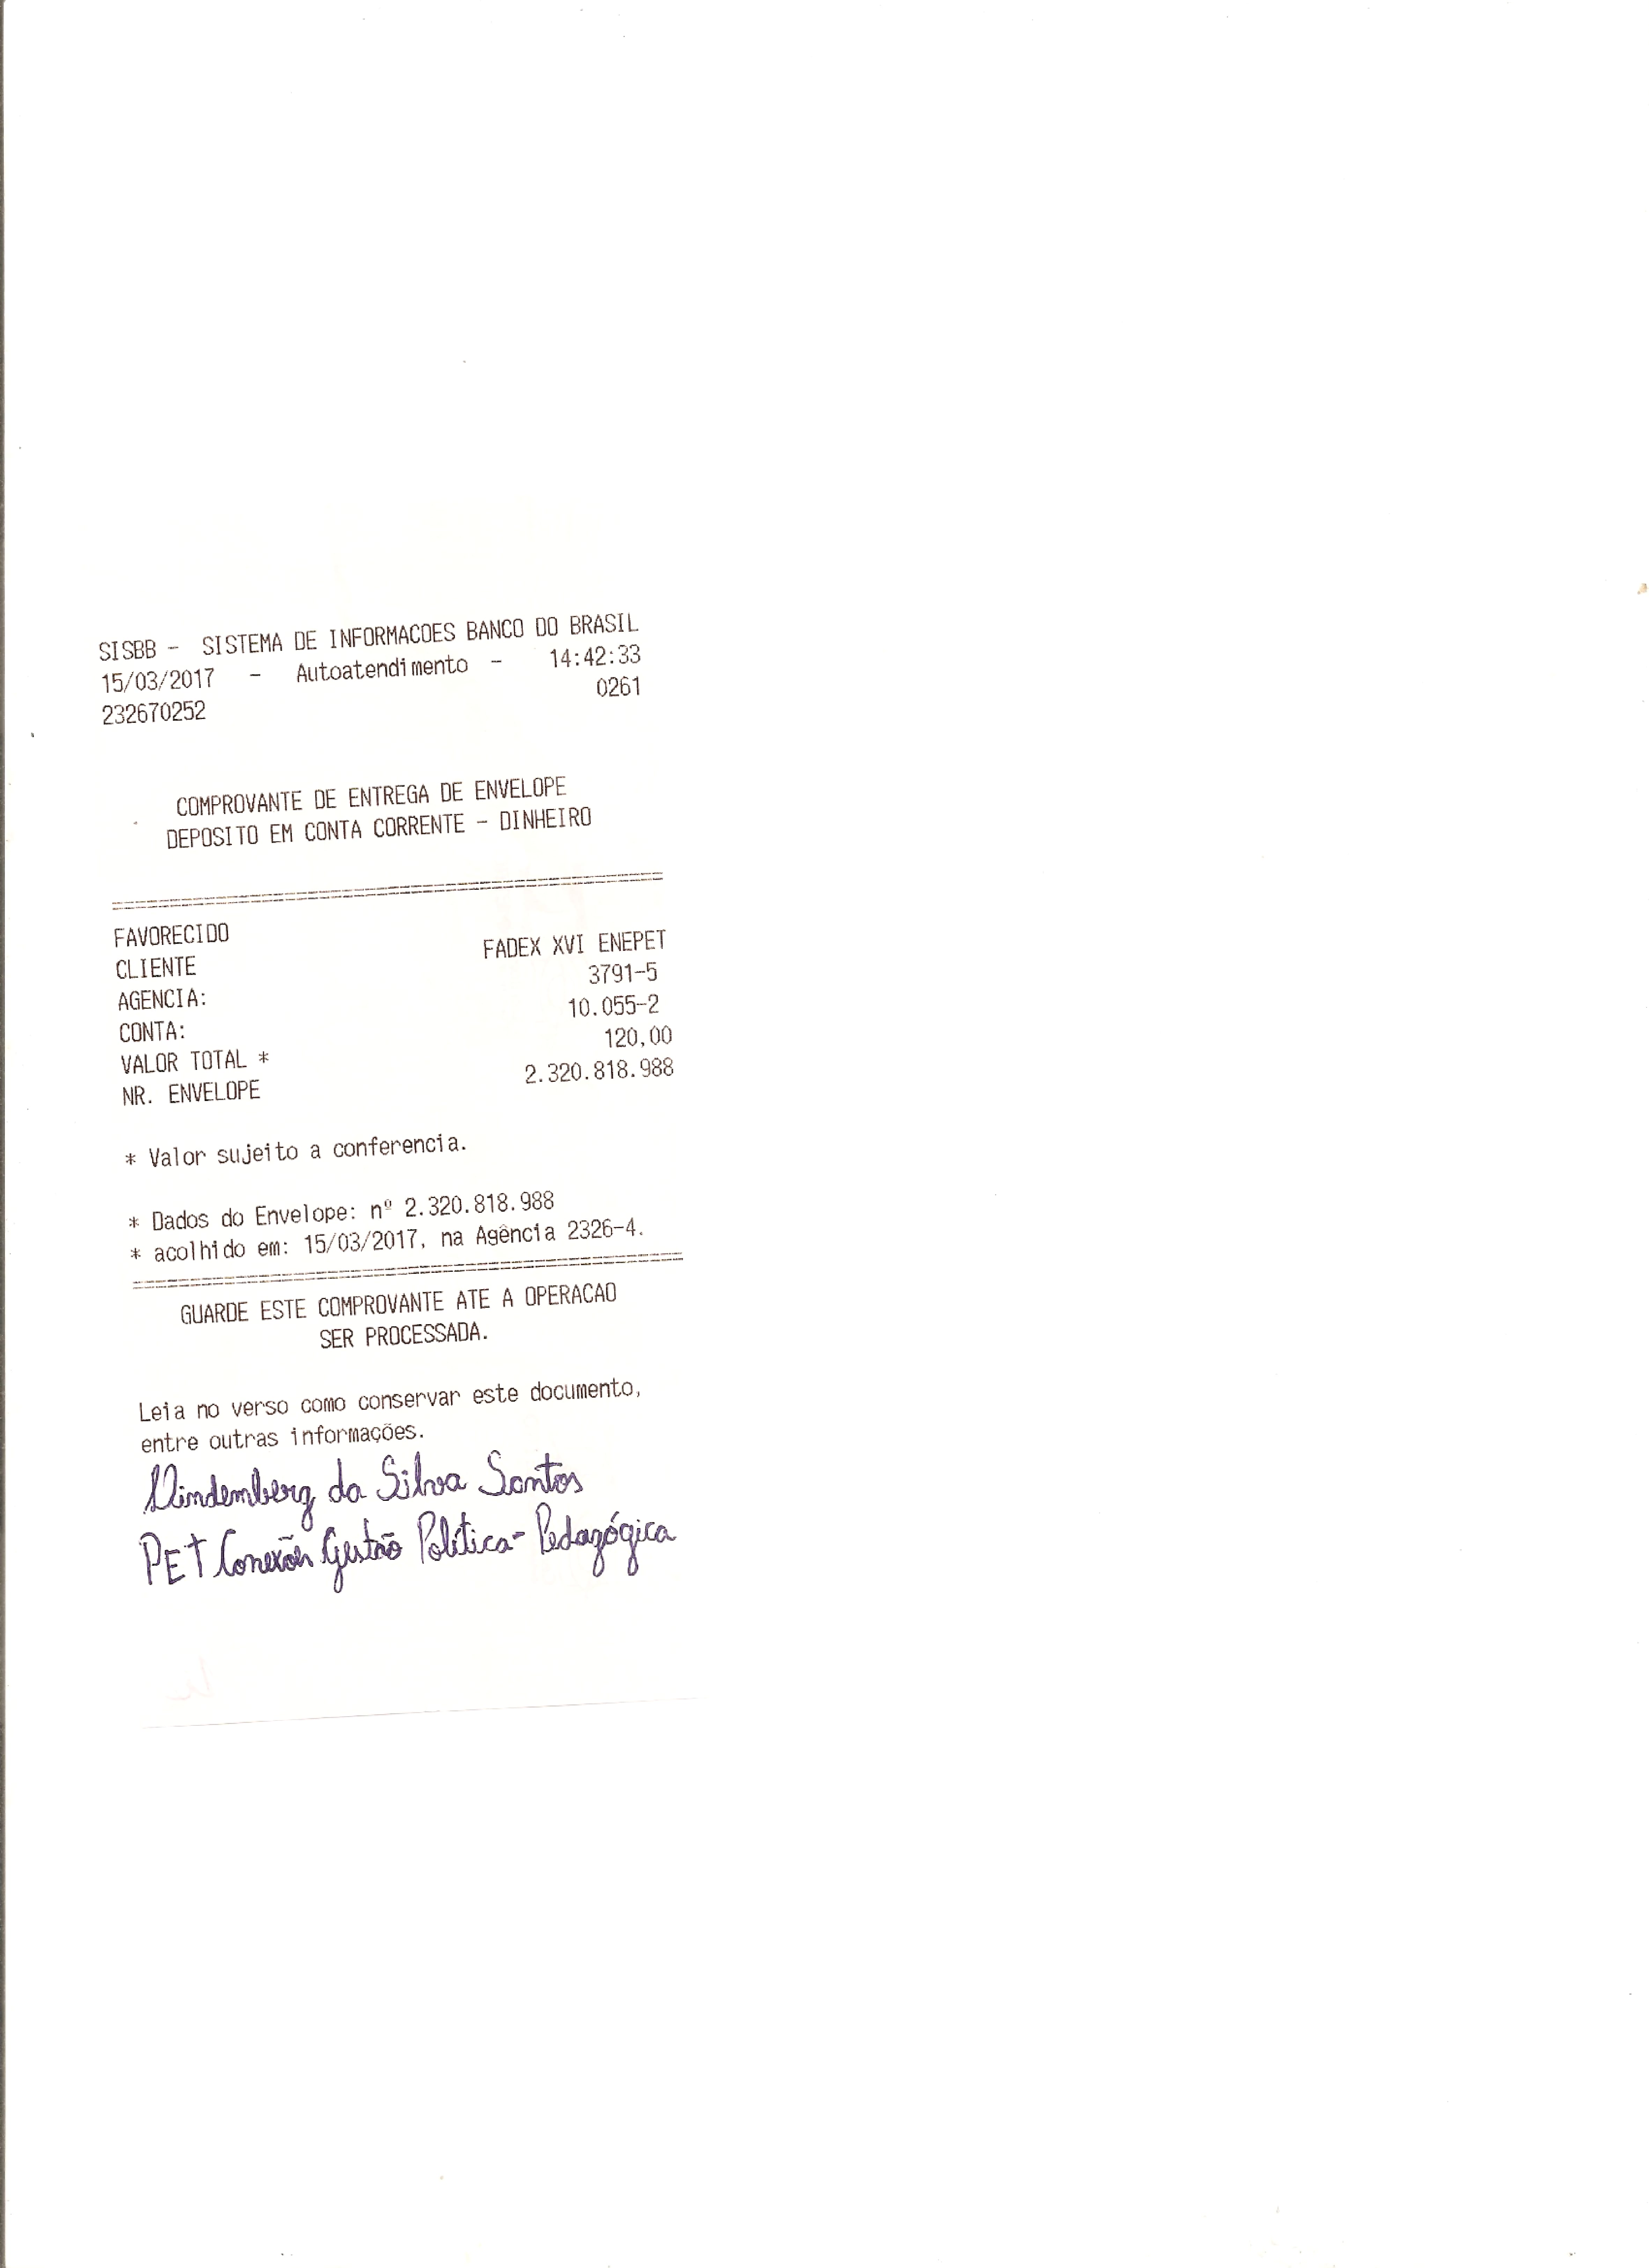 SISBB - SISTEMA DE INFORMACOES BANCO DO BRASIL
15/03/2017 - Autoatendimento - 14:42:33
232670252 0261
COMPROVANTE DE ENTREGA DE ENVELOPE
DEPOSITO EM CONTA CORRENTE - DINHEIRO
================================================
FAVORECIDO
CLIENTE FADEX XVI ENEPET
AGENCIA: 3791-5
CONTA: 10.055-2
VALOR TOTAL * 120,00
NR. ENVELOPE 2.320.818.988
* Valor sujeito a conferencia.
* Dados do Envelope: nº 2.320.818.988
* acolhido em: 15/03/2017, na Agência 2326-4.
================================================
GUARDE ESTE COMPROVANTE ATE A OPERACAO
SER PROCESSADA.
Leia no verso como conservar este documento,
entre outras informações.
da Silva Santos
PET Conexões Gestão Política-Pedagógica